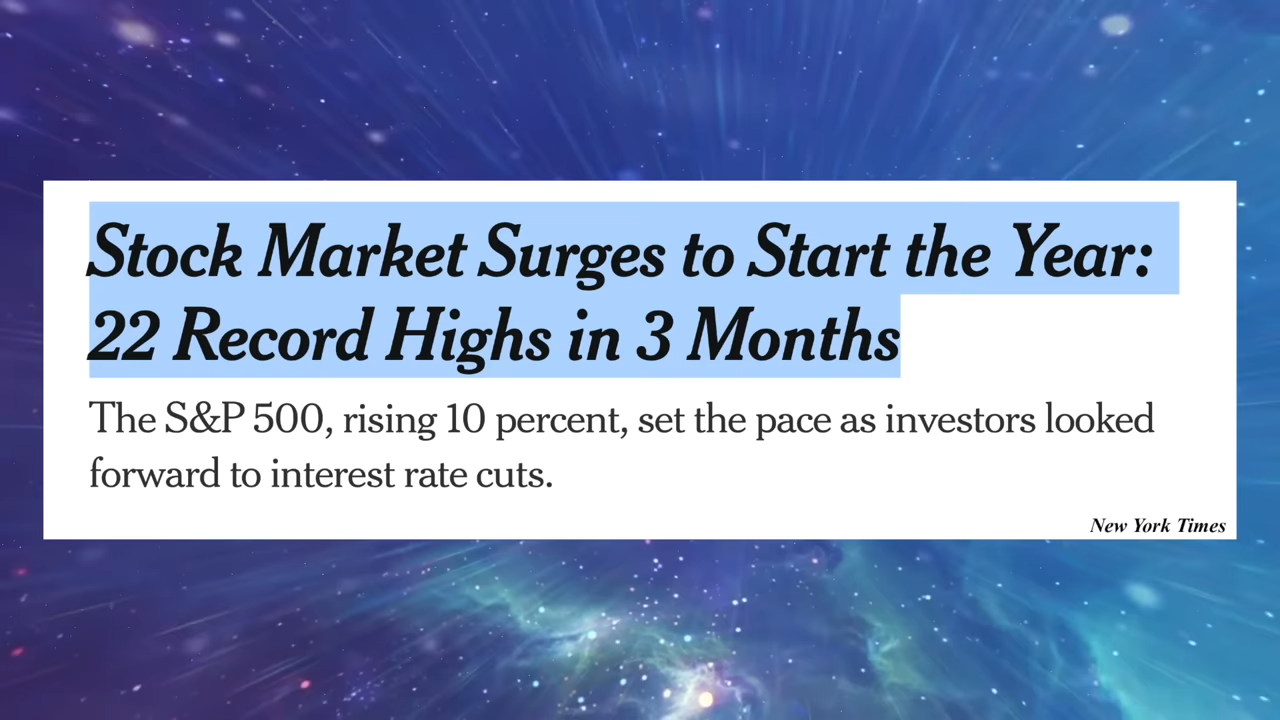 Stock Market Surges to Start the Year:
22 Record Highs in 3 Months
The S&P 500, rising 10 percent, set the pace as investors looked
forward to interest rate cuts.
New York Times